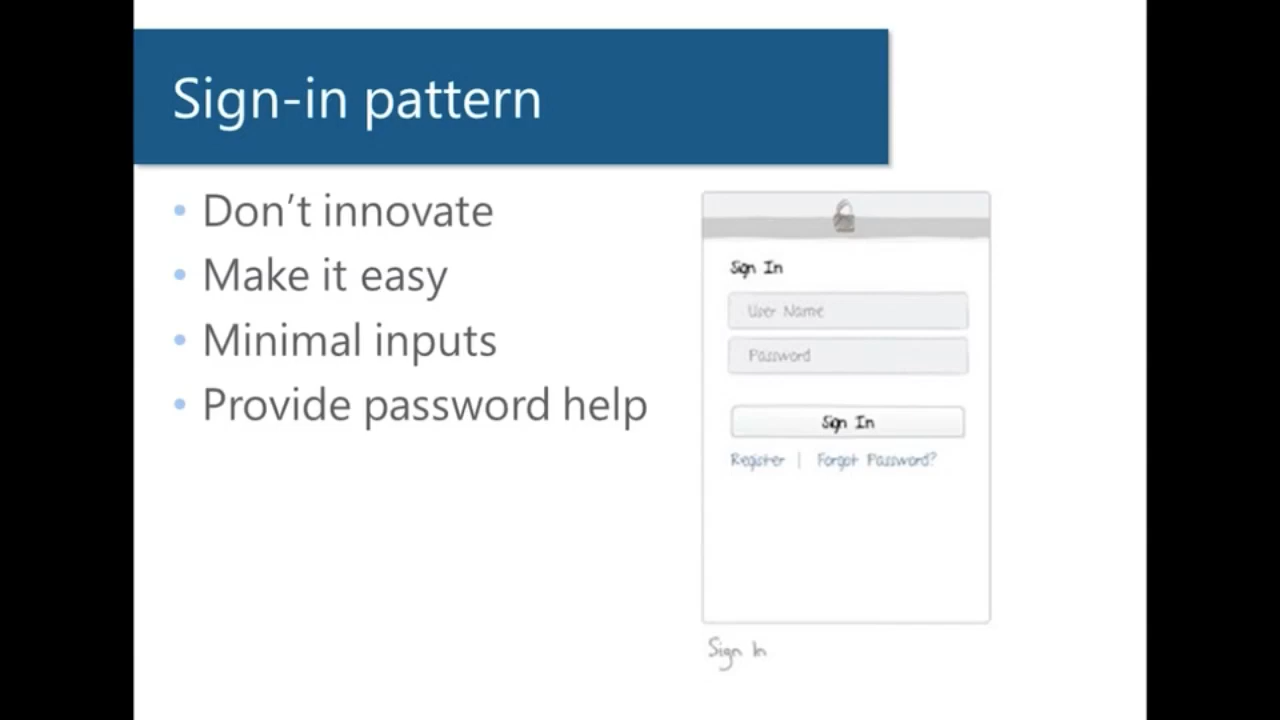 Sign-in pattern
• Don't innovate
• Make it easy
• Minimal inputs
• Provide password help
Sign In
User Name
Password
Sign In
Register | Forgot Password?
Sign In